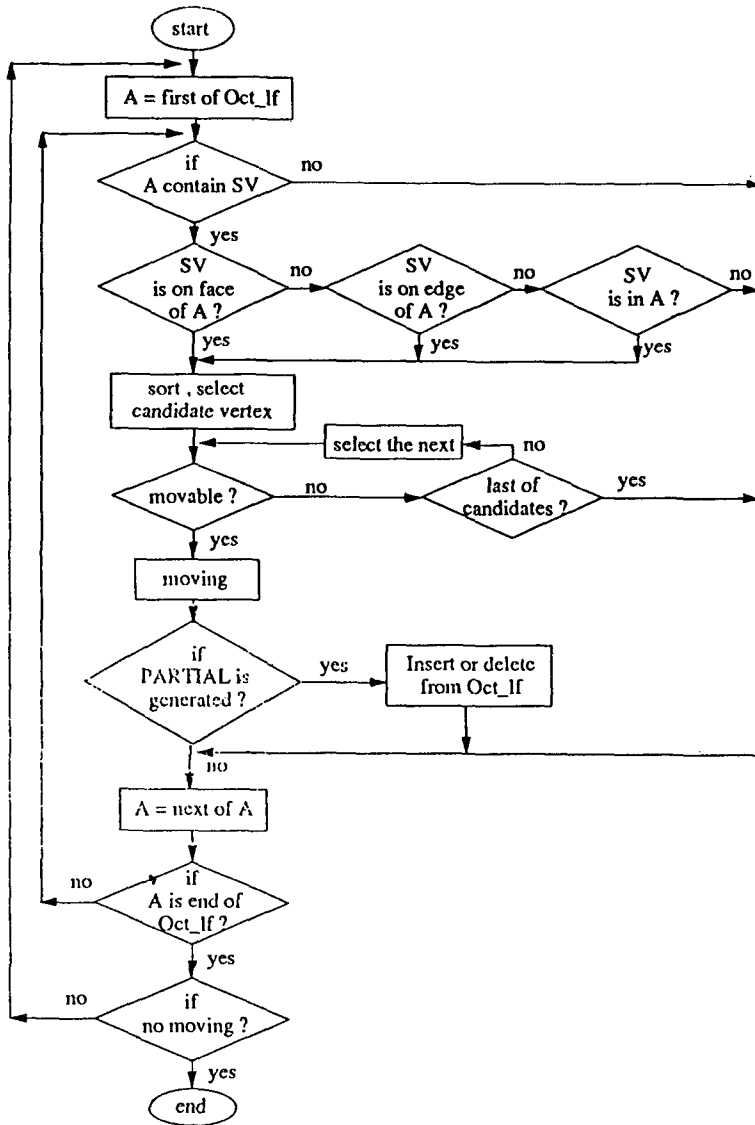 start
A = first of Oct_lf
if
A contain SV
no
yes
SV
is on face
of A ?
no
SV
is on edge
of A ?
no
SV
is in A ?
no
yes
yes
yes
sort , select
candidate vertex
select the next
no
movable ?
no
last of
candidates ?
yes
yes
moving
if
PARTIAL is
generated ?
yes
Insert or delete
from Oct_lf
no
A = next of A
if
A is end of
Oct_lf ?
no
yes
if
no moving ?
no
yes
end